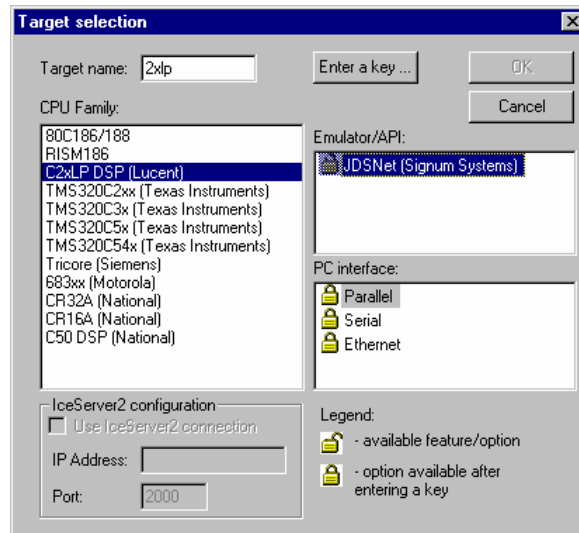 Target selection
Target name: 2xlp
Enter a key ...
OK
Cancel
CPU Family:
80C186/188
RISM186
C2xLP DSP (Lucent)
TMS320C2xx (Texas Instruments)
TMS320C3x (Texas Instruments)
TMS320C5x (Texas Instruments)
TMS320C54x (Texas Instruments)
Tricore (Siemens)
683xx (Motorola)
CR32A (National)
CR16A (National)
C50 DSP (National)
Emulator/API:
JDSNet (Signum Systems)
PC interface:
Parallel
Serial
Ethernet
IceServer2 configuration
Use IceServer2 connection
IP Address:
Port: 2000
Legend:
- available feature/option
- option available after
entering a key